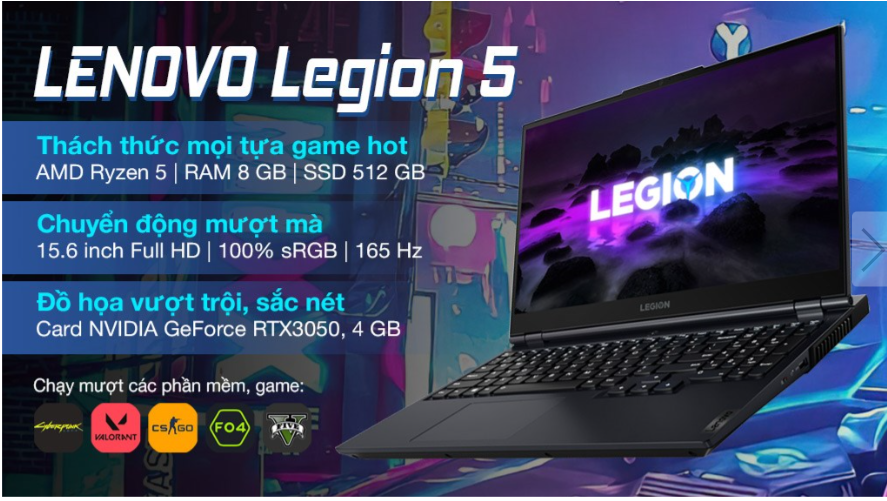 LENOVO Legion 5
Thách thức mọi tựa game hot
AMD Ryzen 5 | RAM 8 GB | SSD 512 GB
Chuyển động mượt mà
15.6 inch Full HD | 100% sRGB | 165 Hz
Đồ họa vượt trội, sắc nét
Card NVIDIA GeForce RTX3050, 4 GB
Chạy mượt các phần mềm, game:
Cyberpunk
VALORANT
CS GO
FO4
V
FIVE
LEGION
LEGION